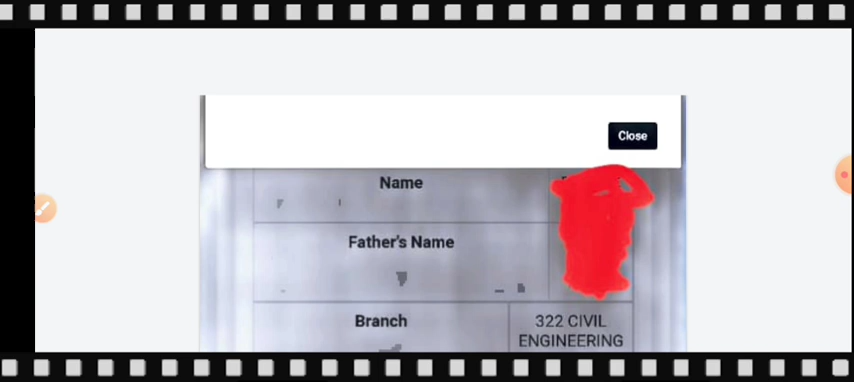 Close
Name
Father's Name
Branch
322 CIVIL
ENGINEERING